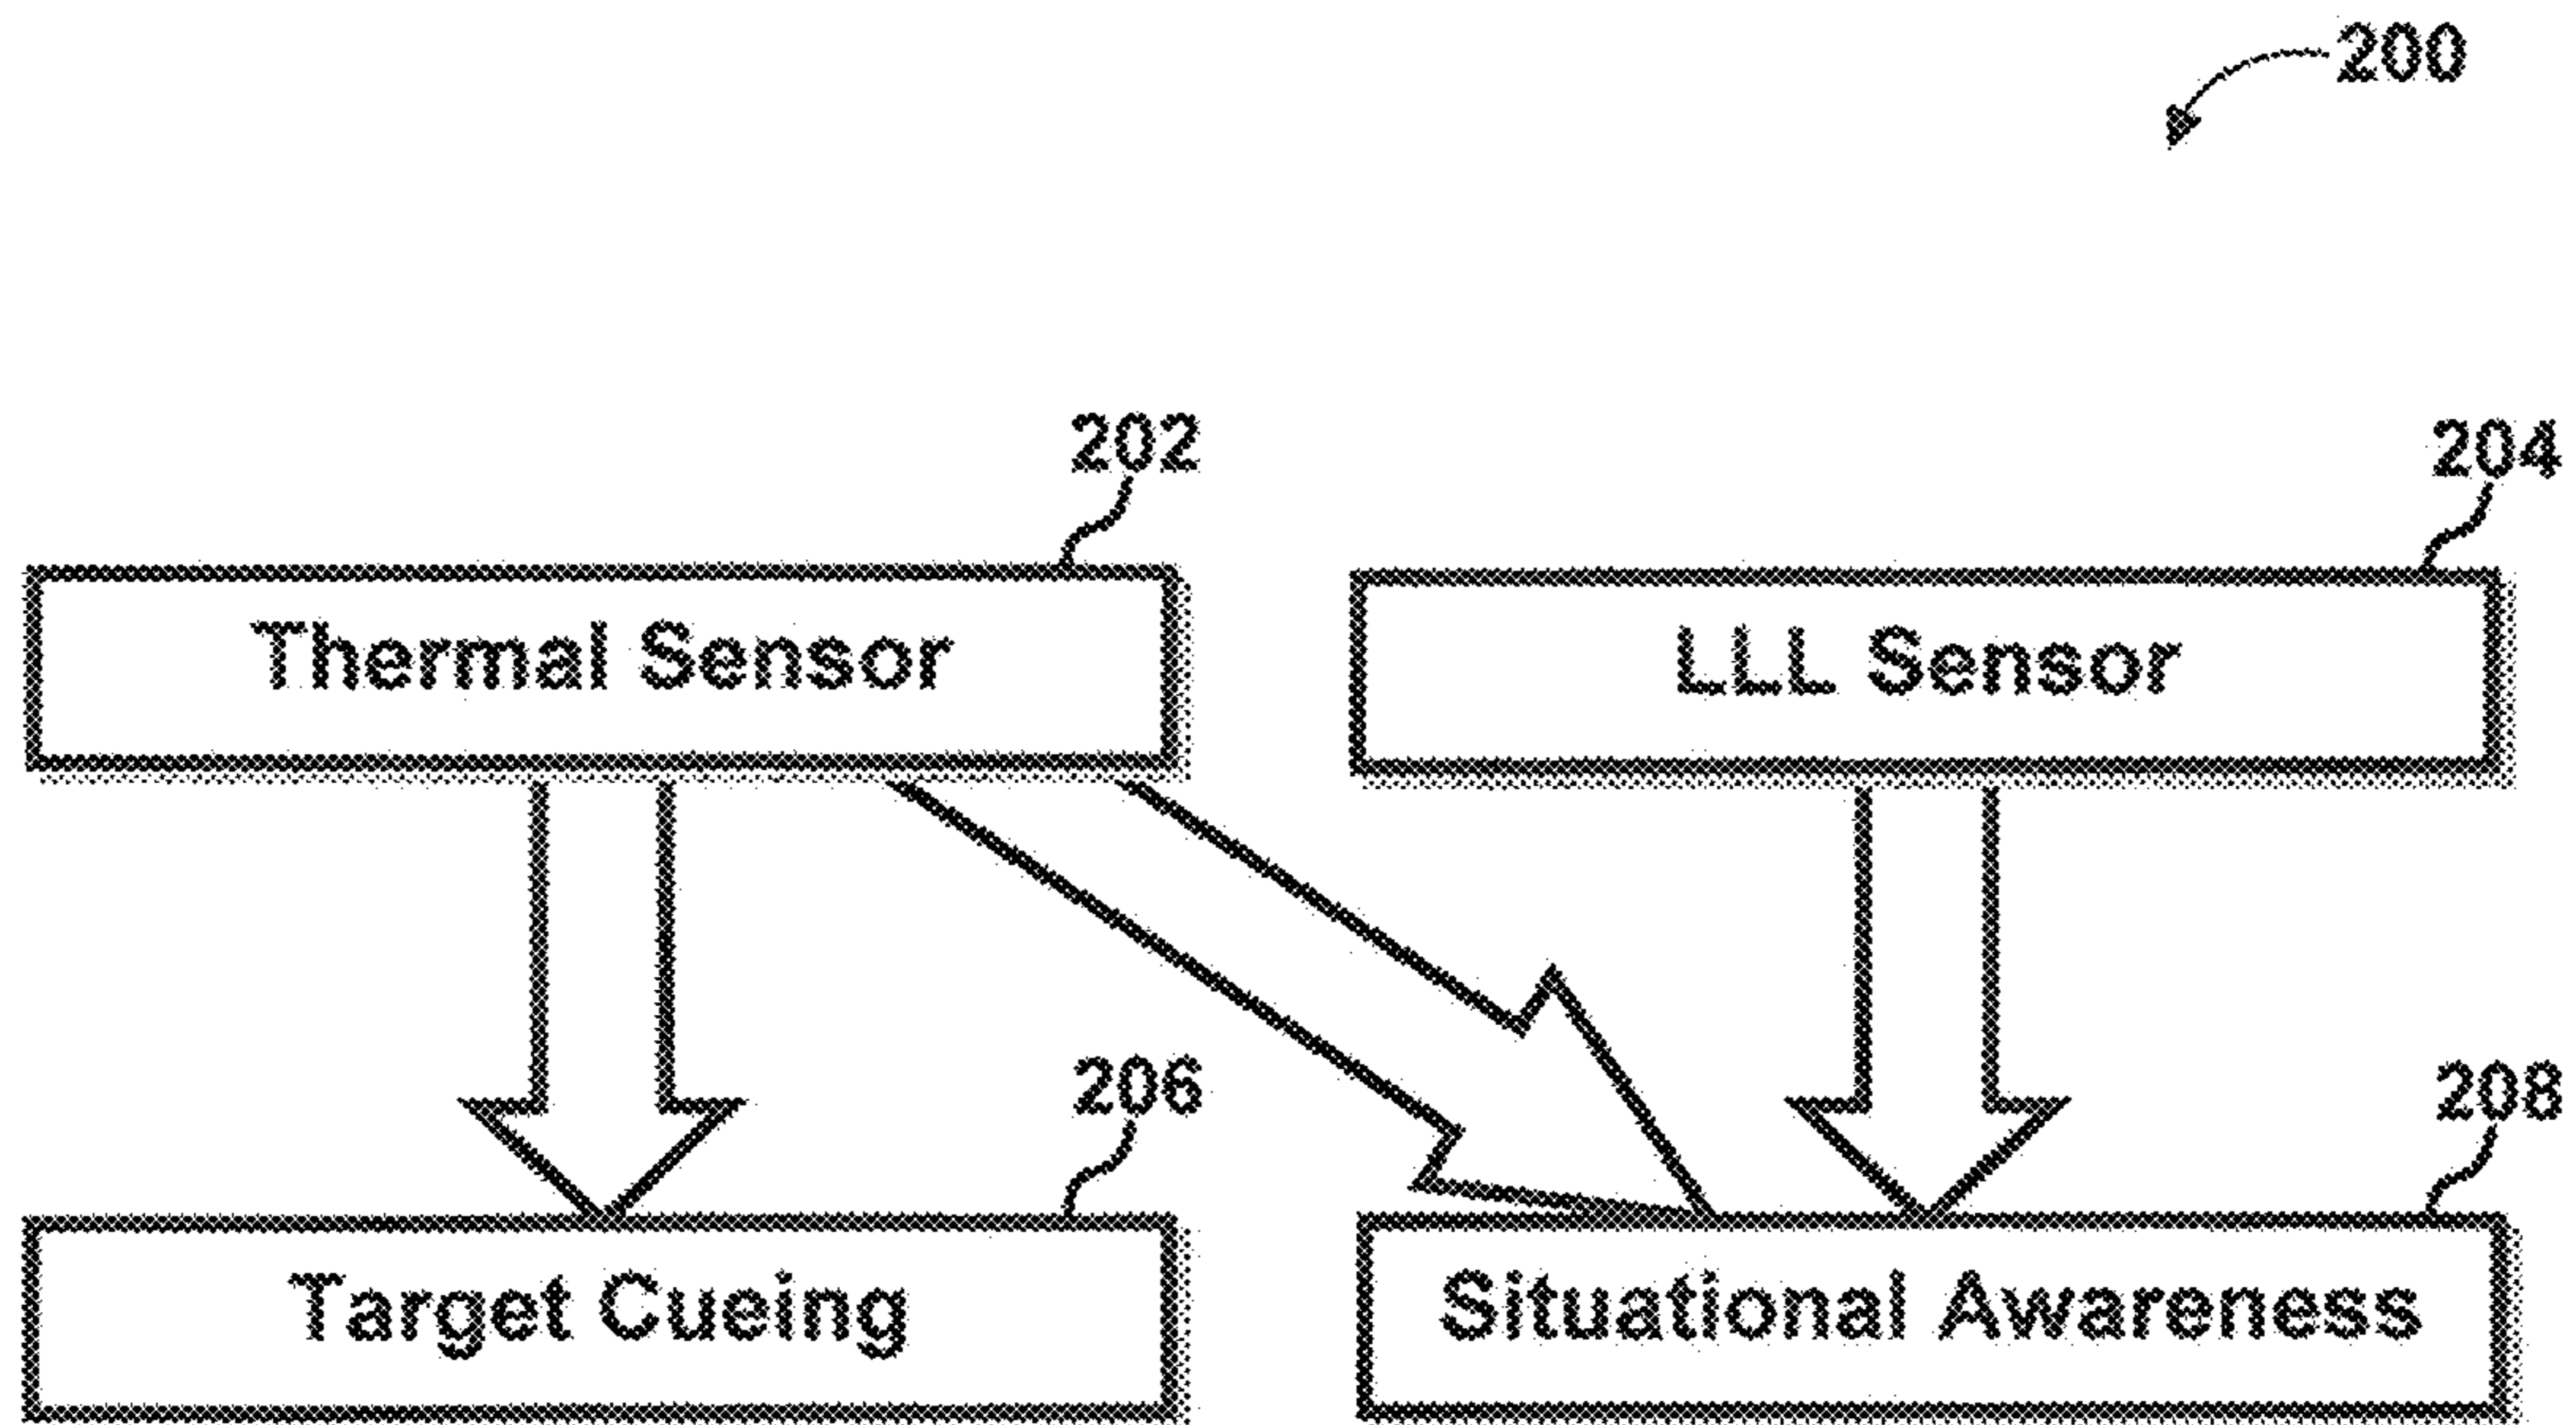 200
202
204
Thermal Sensor
LLL Sensor
206
208
Target Cueing
Situational Awareness